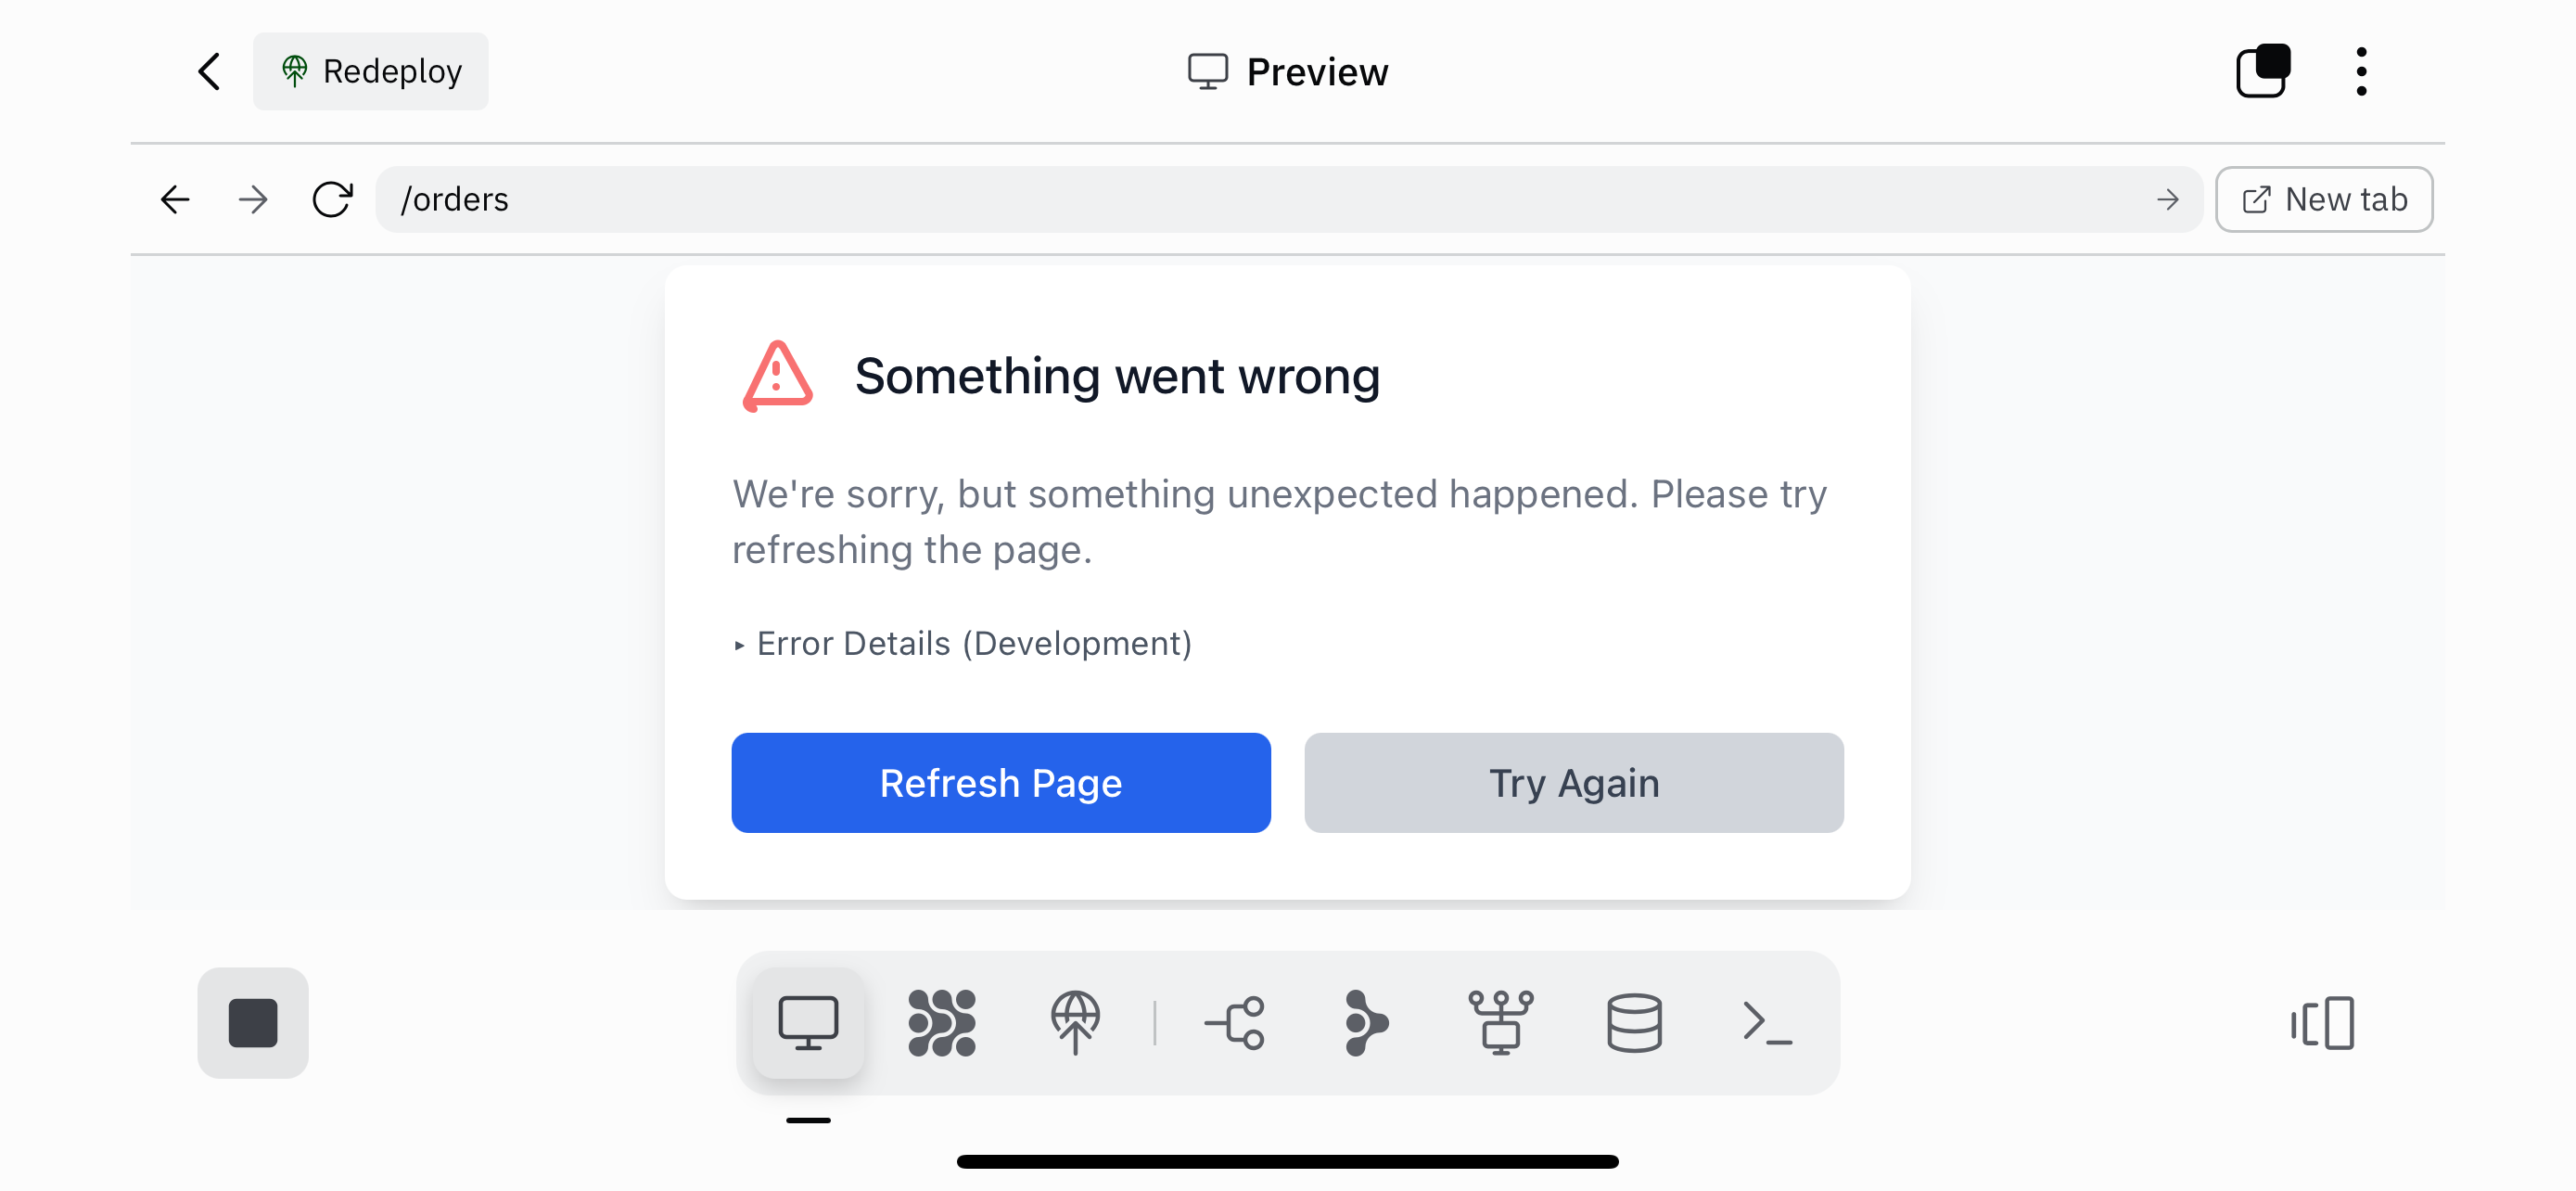 Redeploy
Preview
/orders
New tab
Something went wrong
We're sorry, but something unexpected happened. Please try
refreshing the page.
Error Details (Development)
Refresh Page
Try Again